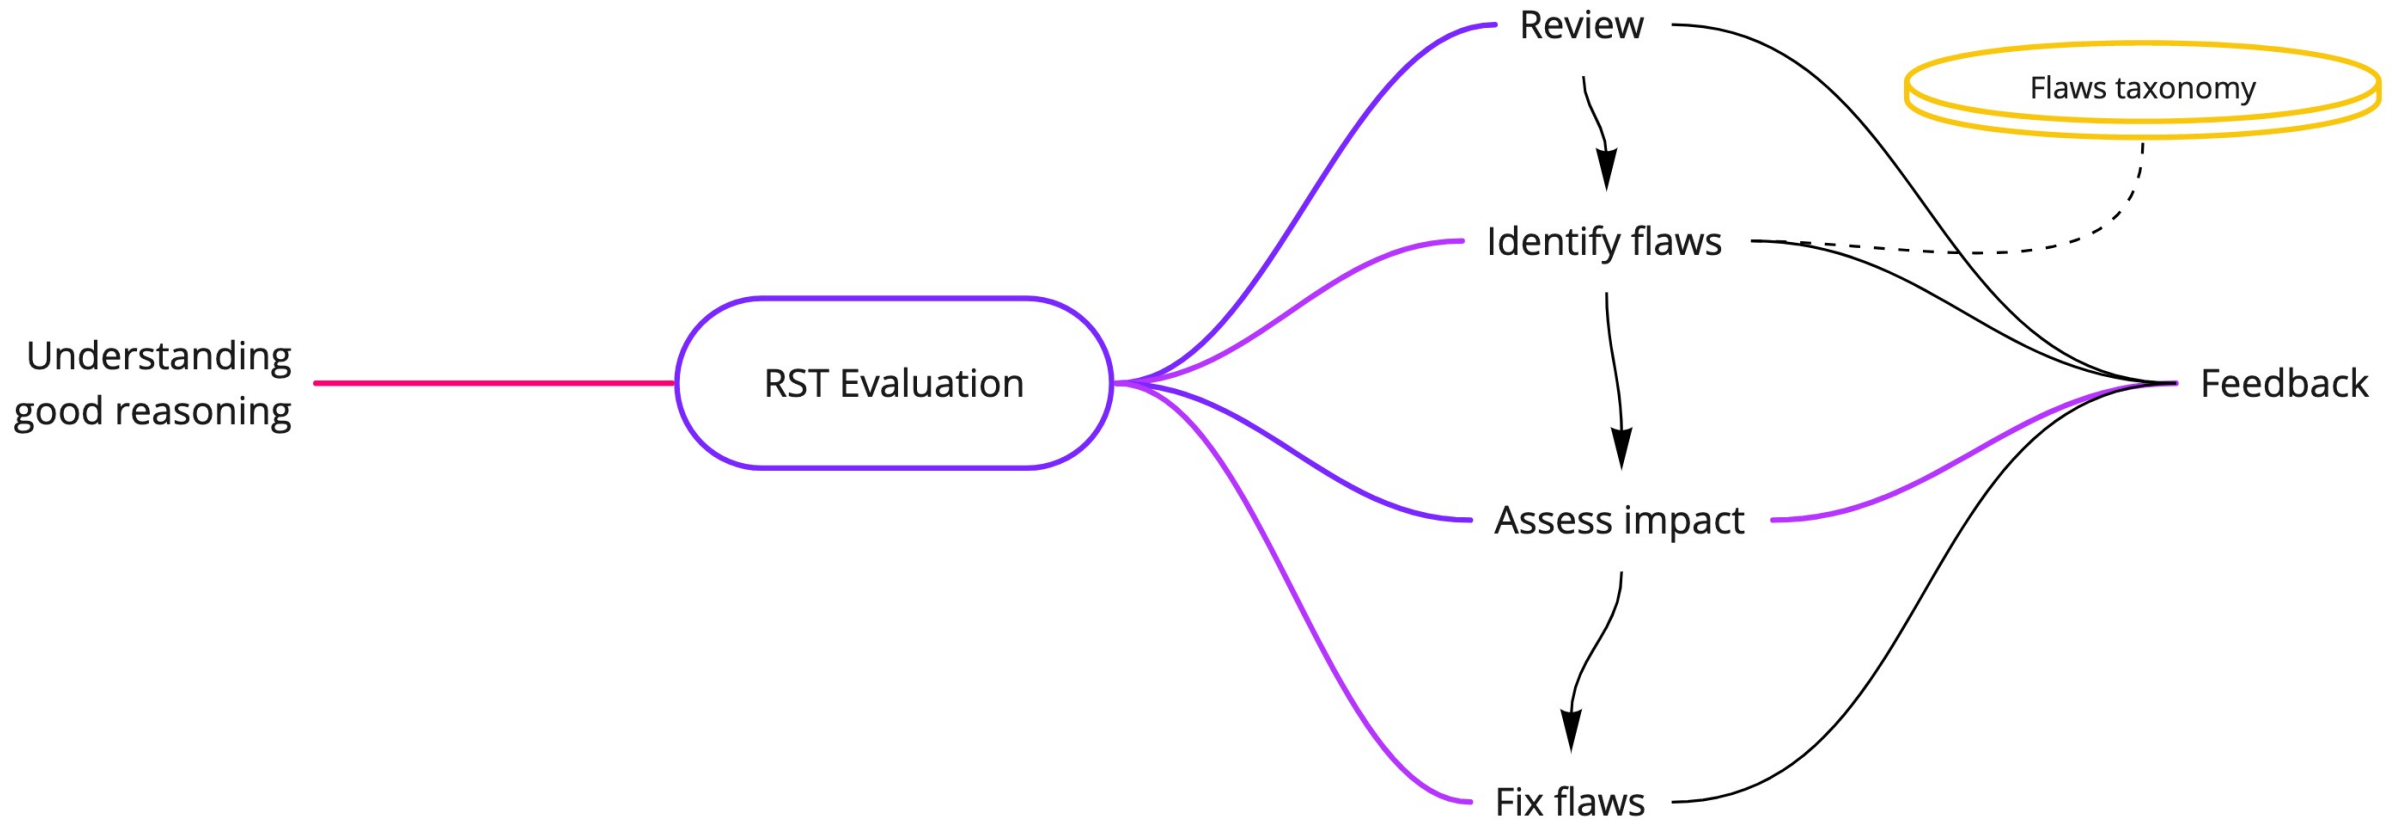 Review
Flaws taxonomy
Identify flaws
Understanding
good reasoning
RST Evaluation
Feedback
Assess impact
Fix flaws